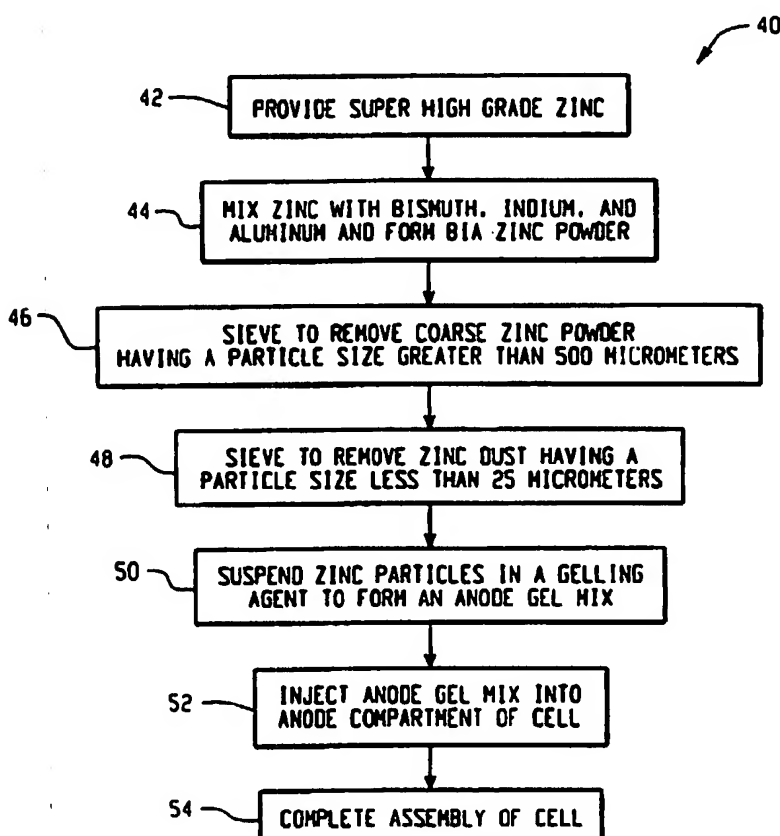 40
42
PROVIDE SUPER HIGH GRADE ZINC
44
MIX ZINC WITH BISMUTH, INDIUM, AND
ALUMINUM AND FORM BIA ZINC POWDER
46
SIEVE TO REMOVE COARSE ZINC POWDER
HAVING A PARTICLE SIZE GREATER THAN 500 MICROMETERS
48
SIEVE TO REMOVE ZINC DUST HAVING A
PARTICLE SIZE LESS THAN 25 MICROMETERS
50
SUSPEND ZINC PARTICLES IN A GELLING
AGENT TO FORM AN ANODE GEL MIX
52
INJECT ANODE GEL MIX INTO
ANODE COMPARTMENT OF CELL
54
COMPLETE ASSEMBLY OF CELL